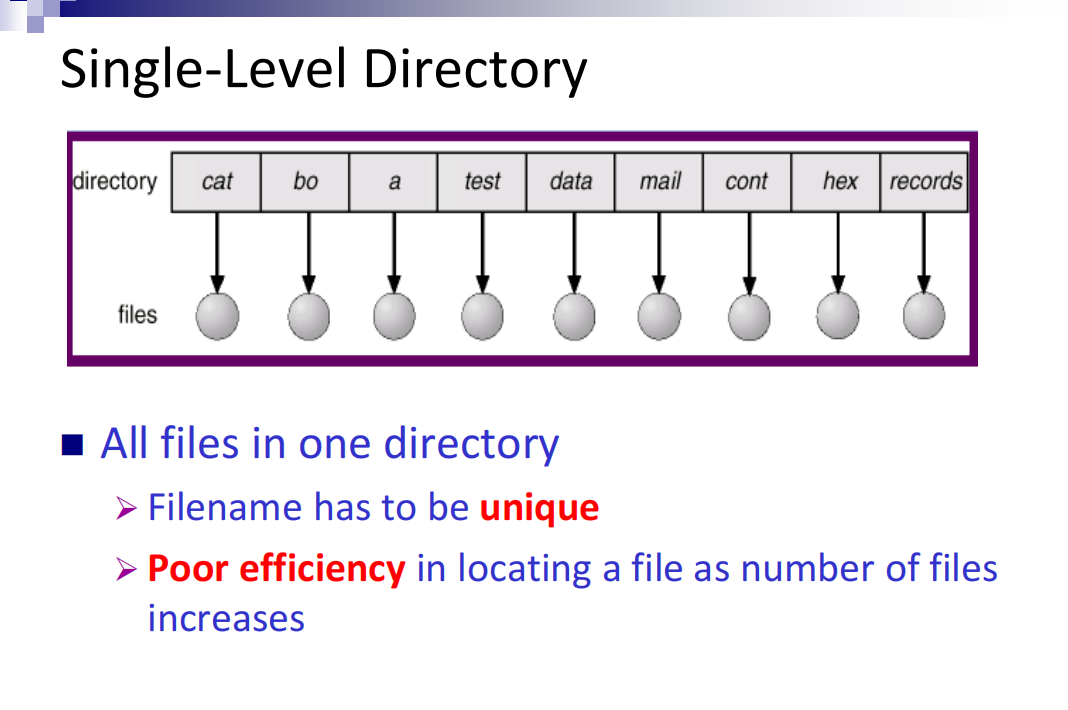 Single-Level Directory
directory cat bo a test data mail cont hex records
files
All files in one directory
Filename has to be unique
Poor efficiency in locating a file as number of files
increases